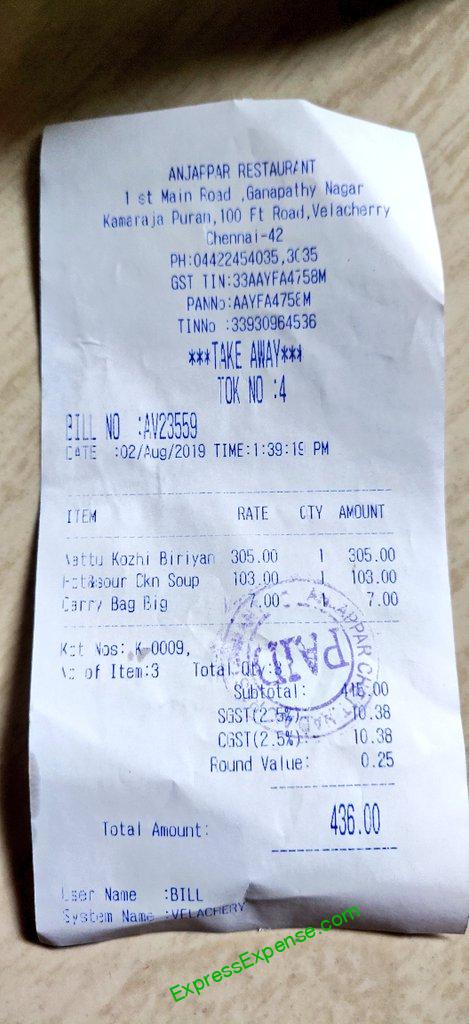 ANJAPPAR RESTAURANT
1 st Main Road ,Ganapathy Nagar
Kamaraja Puran,100 Ft Road,Velacherry
Chennai-42
PH:04422454035,3035
GST TIN:33AAYFA4758M
PANNo:AAYFA4758M
TINNo :33930964536
***TAKE AWAY***
TOK NO :4
BILL NO :AV23559
DATE :02/Aug/2019 TIME:1:39:19 PM
ITEM RATE QTY AMOUNT
Nattu Kozhi Biriyan 305.00 1 305.00
Hot&sour Ckn Soup 103.00 1 103.00
Carry Bag Big 7.00 7.00
Kot Nos: K-0009,
No of Item:3 Total Qty:3
PAID
Subtotal: 415.00
SGST(2.5%): 10.38
CGST(2.5%): 10.38
Round Value: 0.25
Total Amount: 436.00
User Name :BILL
System Name :VELACHERY
ExpressExpense.com